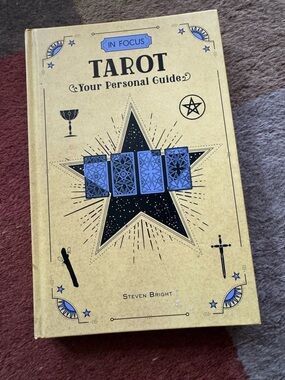 IN FOCUS
TAROT
Your Personal Guide
STEVEN BRIGHT